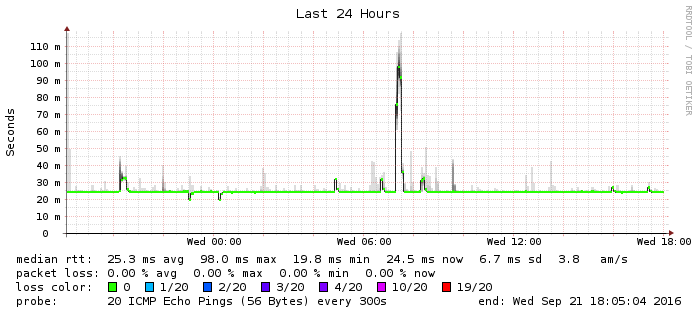 Last 24 Hours
RRDTOOL / TOBI OETIKER
Seconds
110 m
100 m
90 m
80 m
70 m
60 m
50 m
40 m
30 m
20 m
10 m
0
Wed 00:00 Wed 06:00 Wed 12:00 Wed 18:00
median rtt: 25.3 ms avg 98.0 ms max 19.8 ms min 24.5 ms now 6.7 ms sd 3.8 am/s
packet loss: 0.00 % avg 0.00 % max 0.00 % min 0.00 % now
loss color: 0 1/20 2/20 3/20 4/20 10/20 19/20
probe: 20 ICMP Echo Pings (56 Bytes) every 300s end: Wed Sep 21 18:05:04 2016